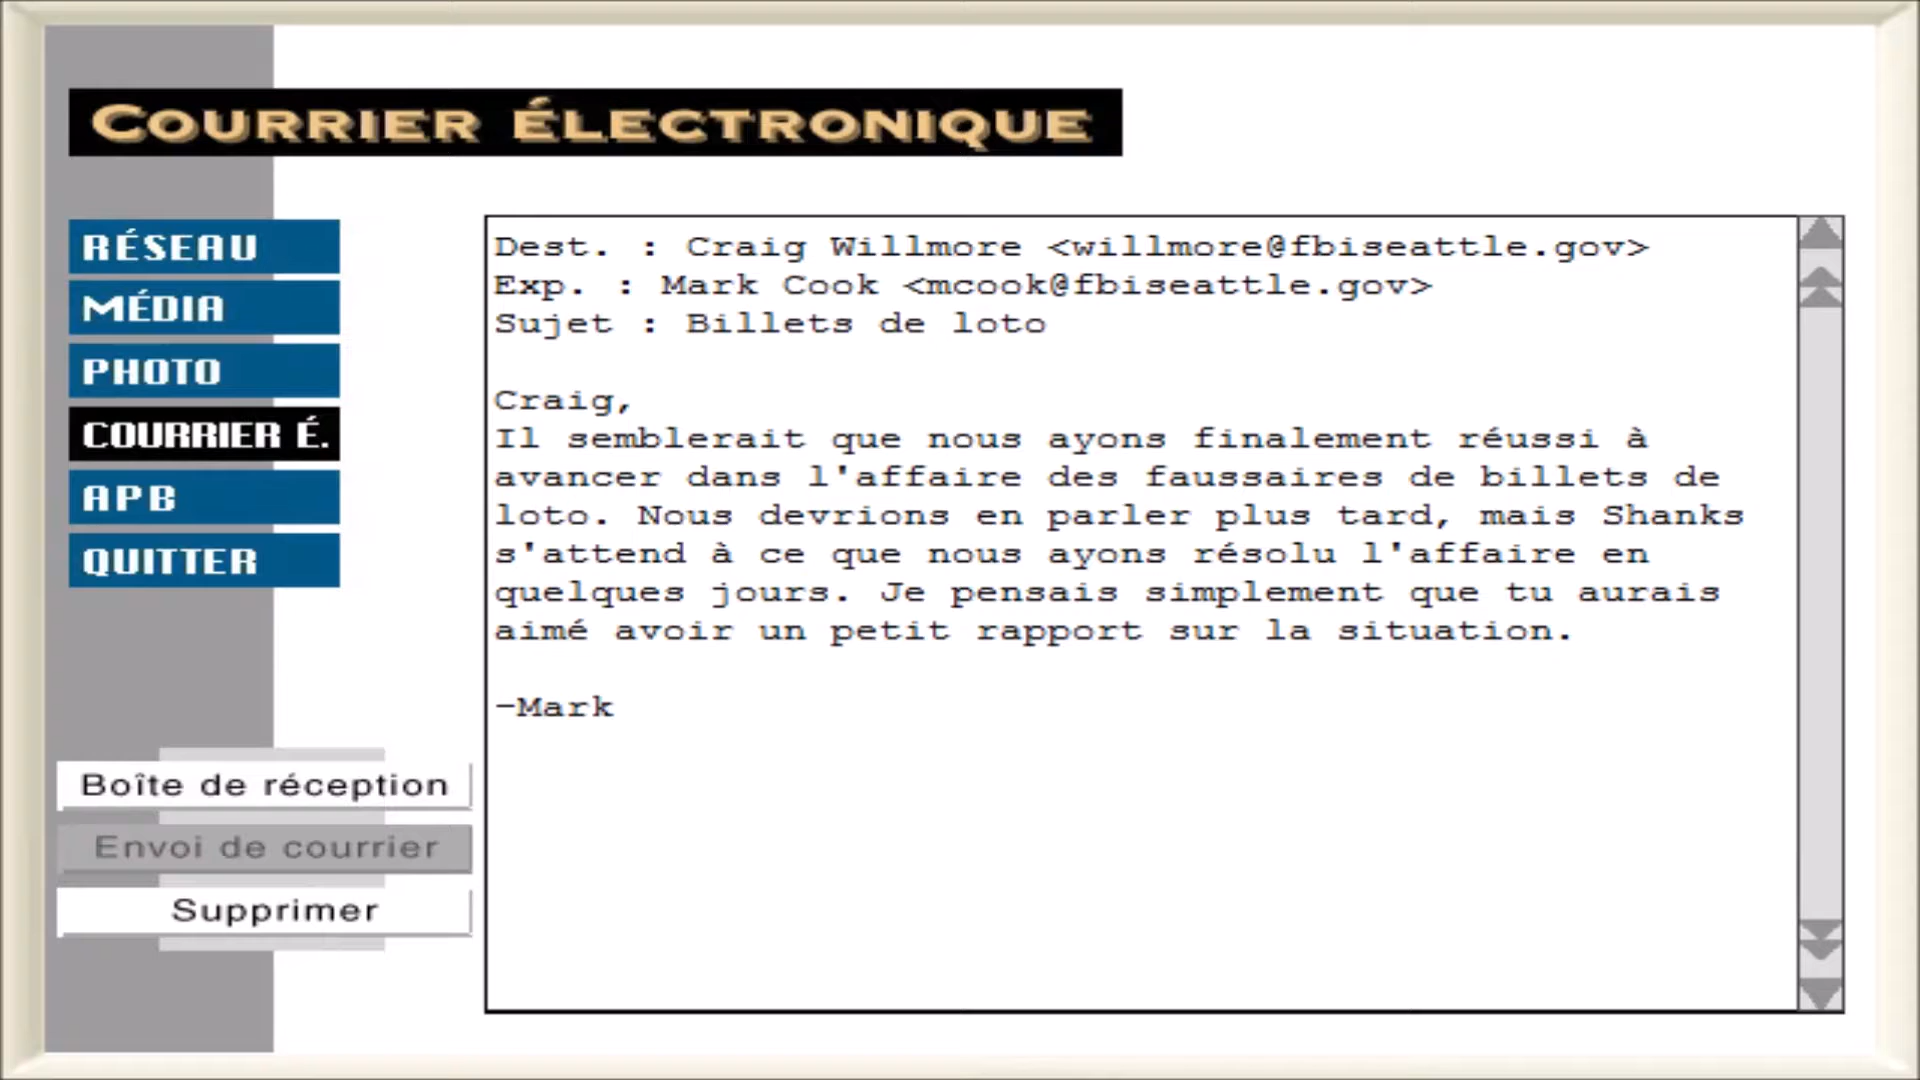 COURRIER ÉLECTRONIQUE
RÉSEAU
MÉDIA
PHOTO
COURRIER É.
APB
QUITTER
Boîte de réception
Envoi de courrier
Supprimer
Dest. : Craig Willmore <willmore@fbiseattle.gov>
Exp. : Mark Cook <mcook@fbiseattle.gov>
Sujet : Billets de loto
Craig,
Il semblerait que nous ayons finalement réussi à
avancer dans l'affaire des faussaires de billets de
loto. Nous devrions en parler plus tard, mais Shanks
s'attend à ce que nous ayons résolu l'affaire en
quelques jours. Je pensais simplement que tu aurais
aimé avoir un petit rapport sur la situation.
-Mark